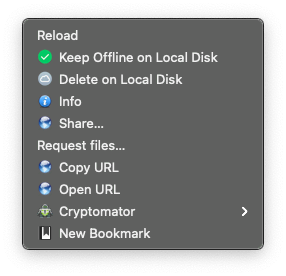 Reload
Keep Offline on Local Disk
Delete on Local Disk
Info
Share...
Request files...
Copy URL
Open URL
Cryptomator
New Bookmark